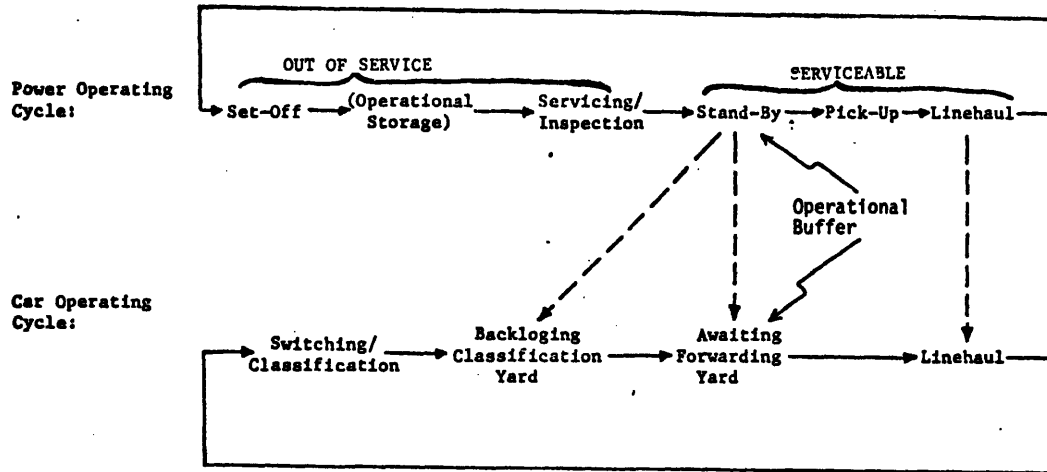 OUT OF SERVICE
SERVICEABLE
Power Operating
Cycle:
Set-Off
(Operational
Storage)
Servicing/
Inspection
Stand-By
Pick-Up
Linehaul
Operational
Buffer
Car Operating
Cycle:
Switching/
Classification
Backloging
Classification
Yard
Awaiting
Forwarding
Yard
Linehaul